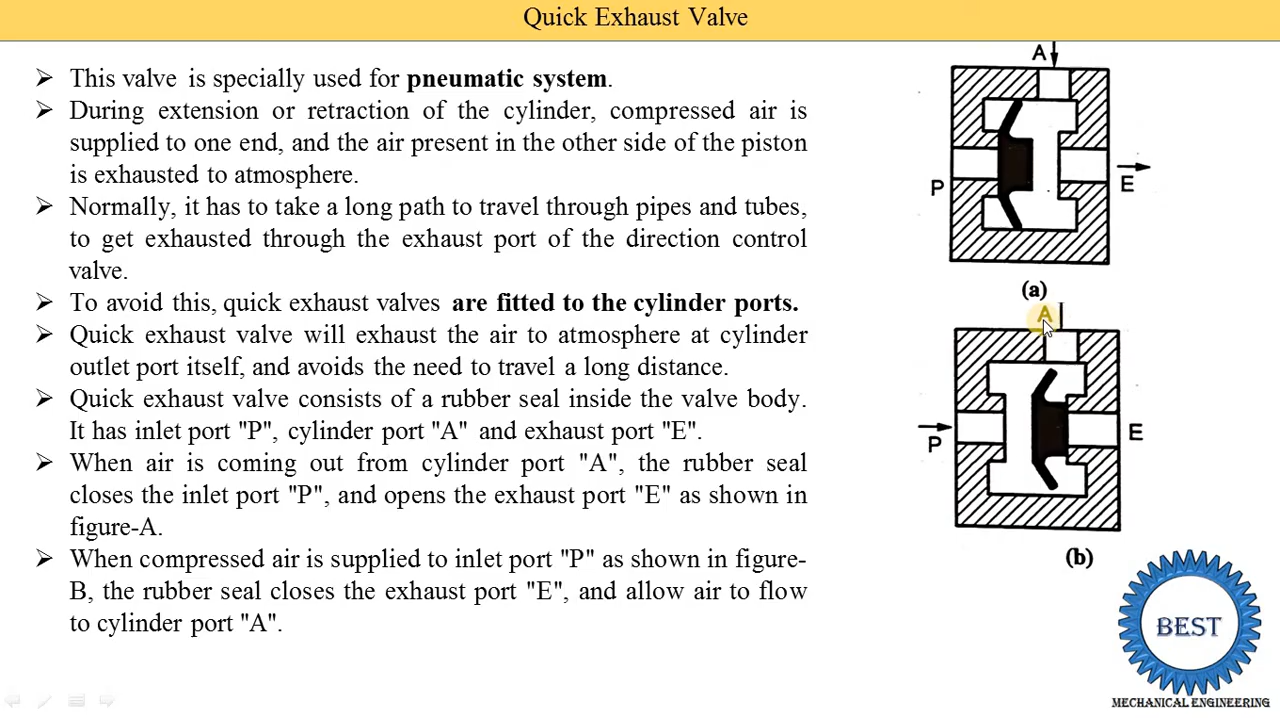 Quick Exhaust Valve
➢ This valve is specially used for pneumatic system.
➢ During extension or retraction of the cylinder, compressed air is
supplied to one end, and the air present in the other side of the piston
is exhausted to atmosphere.
➢ Normally, it has to take a long path to travel through pipes and tubes,
to get exhausted through the exhaust port of the direction control
valve.
➢ To avoid this, quick exhaust valves are fitted to the cylinder ports.
➢ Quick exhaust valve will exhaust the air to atmosphere at cylinder
outlet port itself, and avoids the need to travel a long distance.
➢ Quick exhaust valve consists of a rubber seal inside the valve body.
It has inlet port "P", cylinder port "A" and exhaust port "E".
➢ When air is coming out from cylinder port "A", the rubber seal
closes the inlet port "P", and opens the exhaust port "E" as shown in
figure-A.
➢ When compressed air is supplied to inlet port "P" as shown in figure-
B, the rubber seal closes the exhaust port "E", and allow air to flow
to cylinder port "A".
A
P
E
(a)
A
P
E
(b)
BEST
MECHANICAL ENGINEERING